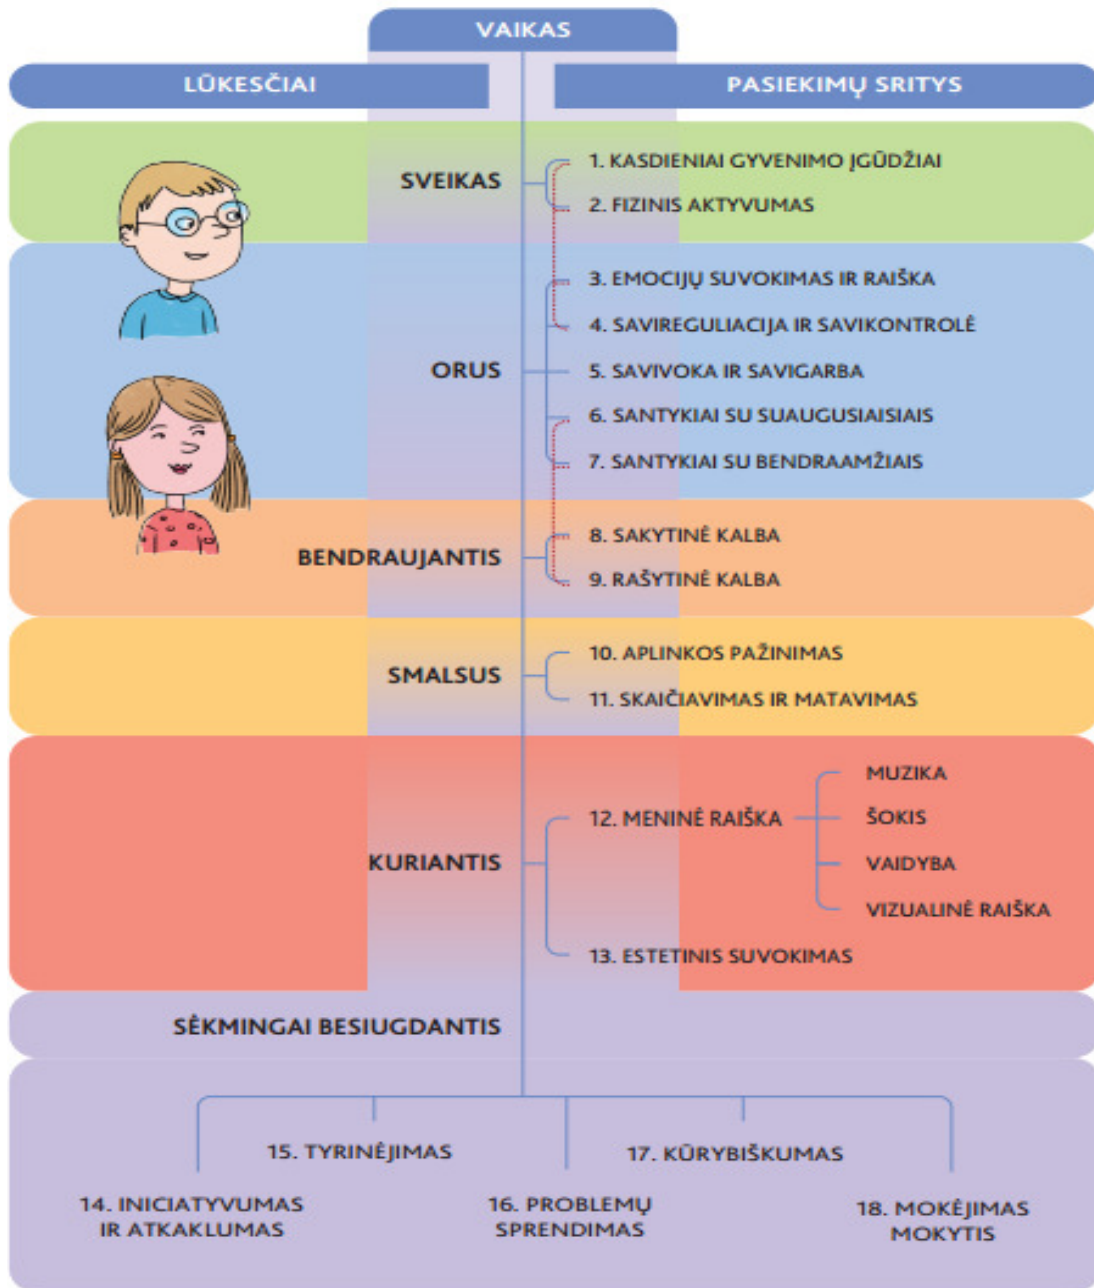 VAIKAS
LŪKESČIAI
PASIEKIMŲ SRITYS
SVEIKAS
1. KASDIENIAI GYVENIMO ĮGŪDŽIAI
2. FIZINIS AKTYVUMAS
ORUS
3. EMOCIJŲ SUVOKIMAS IR RAIŠKA
4. SAVIREGULIACIJA IR SAVIKONTROLĖ
5. SAVIVOKA IR SAVIGARBA
6. SANTYKIAI SU SUAUGUSIAISIAIS
7. SANTYKIAI SU BENDRAAMŽIAIS
BENDRAUJANTIS
8. SAKYTINĖ KALBA
9. RAŠYTINĖ KALBA
SMALSUS
10. APLINKOS PAŽINIMAS
11. SKAIČIAVIMAS IR MATAVIMAS
KURIANTIS
12. MENINĖ RAIŠKA
MUZIKA
ŠOKIS
VAIDYBA
VIZUALINĖ RAIŠKA
13. ESTETINIS SUVOKIMAS
SĖKMINGAI BESIUGDANTIS
14. INICIATYVUMAS
IR ATKAKLUMAS
15. TYRINĖJIMAS
16. PROBLEMŲ
SPRENDIMAS
17. KŪRYBIŠKUMAS
18. MOKĖJIMAS
MOKYTIS